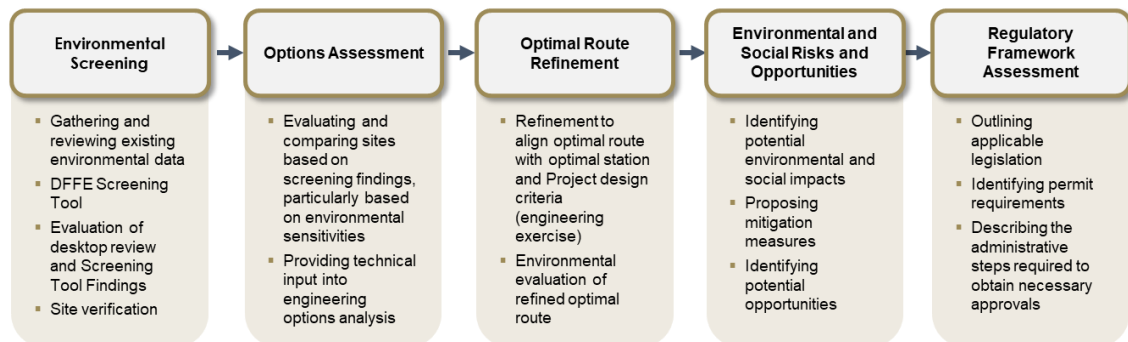 Environmental
Screening
▪ Gathering and
reviewing existing
environmental data
▪ DFFE Screening
Tool
▪ Evaluation of
desktop review
and Screening
Tool Findings
▪ Site verification
Options Assessment
▪ Evaluating and
comparing sites
based on
screening findings,
particularly based
on environmental
sensitivities
▪ Providing technical
input into
engineering
options analysis
Optimal Route
Refinement
▪ Refinement to
align optimal route
with optimal station
and Project design
criteria
(engineering
exercise)
▪ Environmental
evaluation of
refined optimal
route
Environmental and
Social Risks and
Opportunities
▪ Identifying
potential
environmental and
social impacts
▪ Proposing
mitigation
measures
▪ Identifying
potential
opportunities
Regulatory
Framework
Assessment
▪ Outlining
applicable
legislation
▪ Identifying permit
requirements
▪ Describing the
administrative
steps required to
obtain necessary
approvals